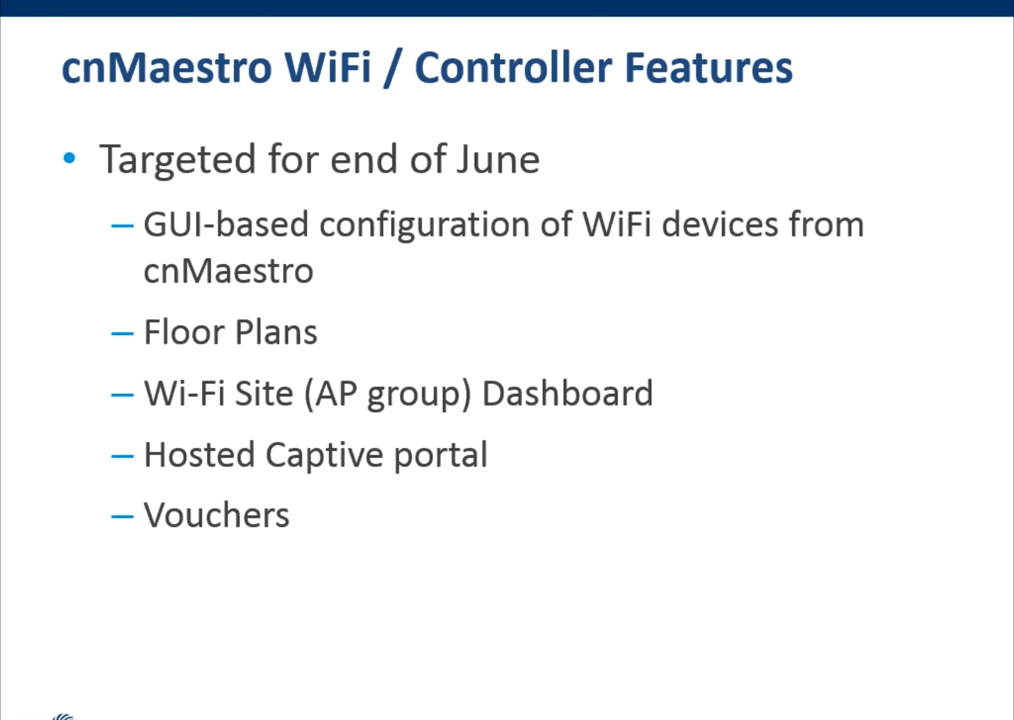 cnMaestro WiFi / Controller Features
• Targeted for end of June
– GUI-based configuration of WiFi devices from
cnMaestro
– Floor Plans
– Wi-Fi Site (AP group) Dashboard
– Hosted Captive portal
– Vouchers